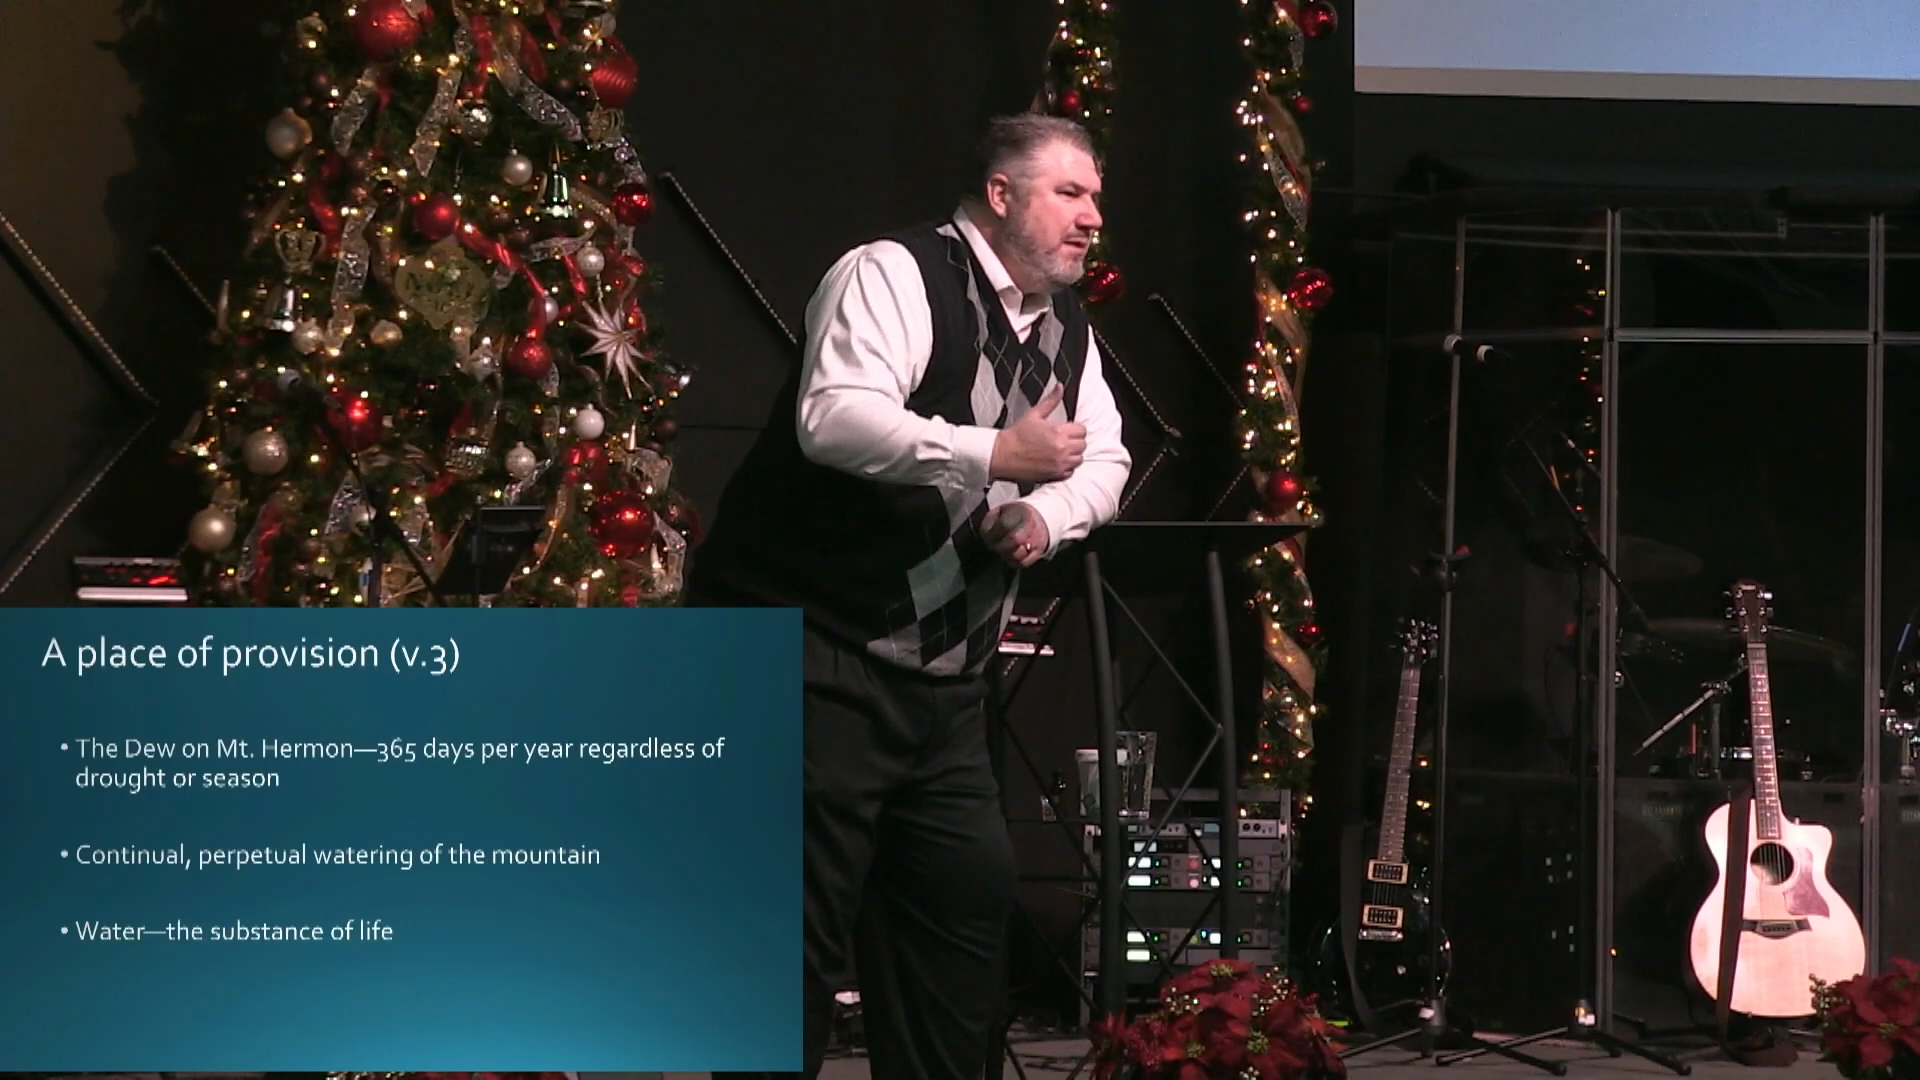 A place of provision (v.3)
• The Dew on Mt. Hermon—365 days per year regardless of
drought or season
• Continual, perpetual watering of the mountain
• Water—the substance of life